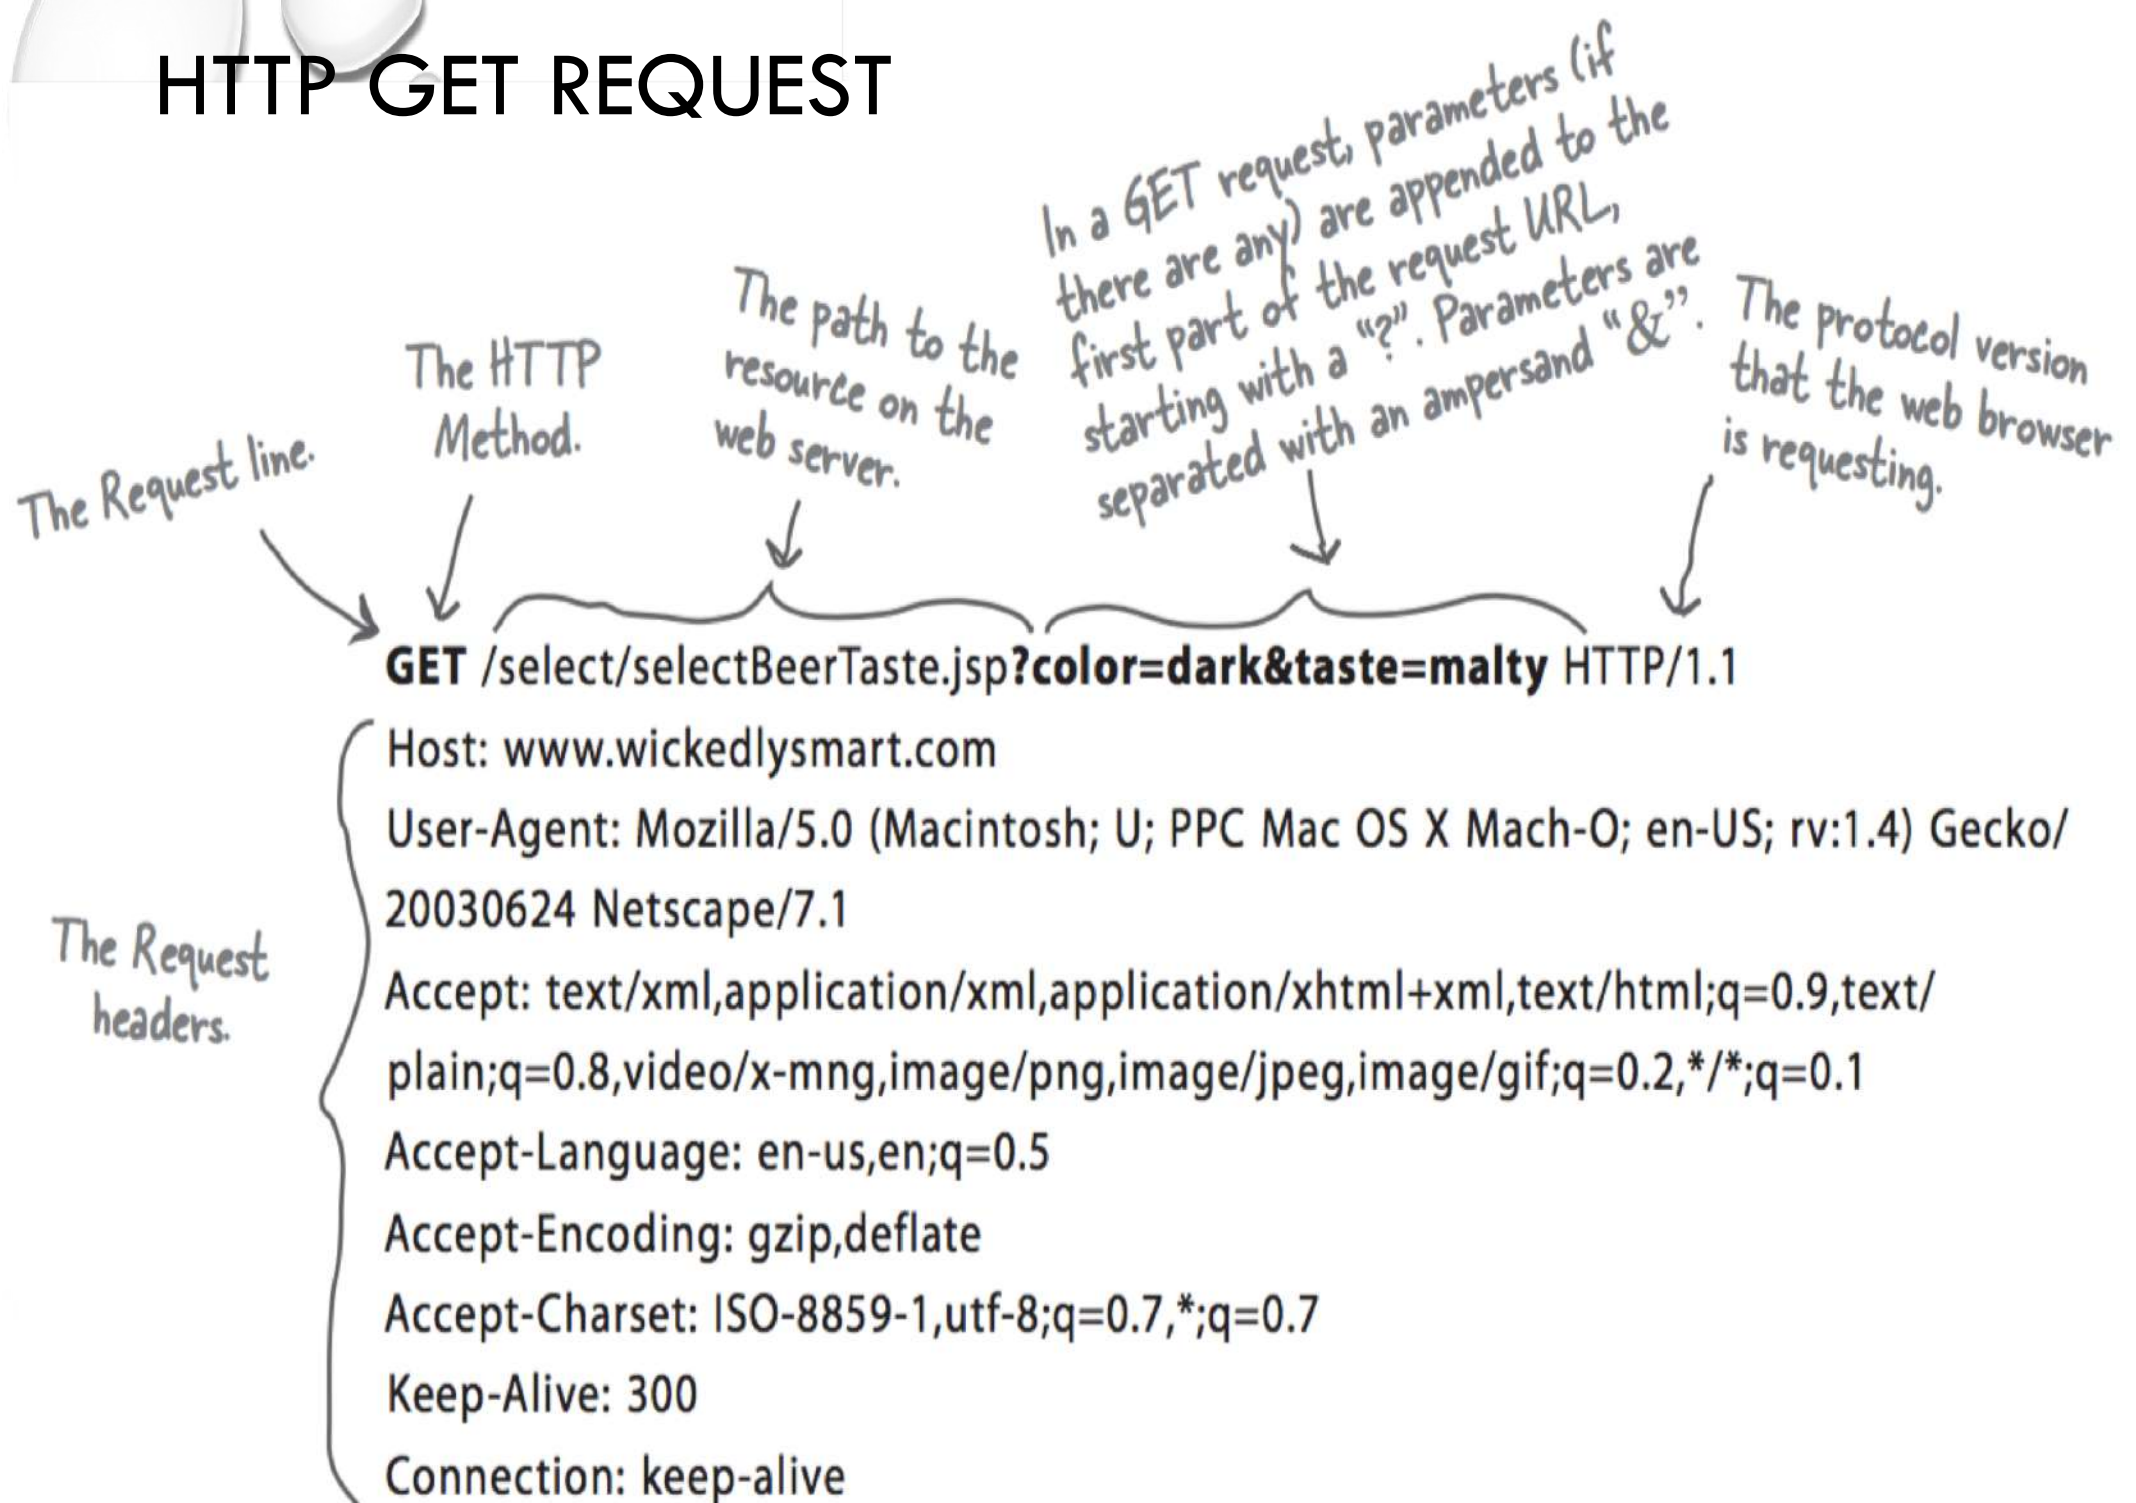 HTTP GET REQUEST
The Request line.
The HTTP
Method.
The path to the
resource on the
web server.
In a GET request, parameters (if
there are any) are appended to the
first part of the request URL,
starting with a “?”. Parameters are
separated with an ampersand “&”.
The protocol version
that the web browser
is requesting.
GET /select/selectBeerTaste.jsp?color=dark&taste=malty HTTP/1.1
The Request
headers.
Host: www.wickedlysmart.com
User-Agent: Mozilla/5.0 (Macintosh; U; PPC Mac OS X Mach-O; en-US; rv:1.4) Gecko/
20030624 Netscape/7.1
Accept: text/xml,application/xml,application/xhtml+xml,text/html;q=0.9,text/
plain;q=0.8,video/x-mng,image/png,image/jpeg,image/gif;q=0.2,*/*;q=0.1
Accept-Language: en-us,en;q=0.5
Accept-Encoding: gzip,deflate
Accept-Charset: ISO-8859-1,utf-8;q=0.7,*;q=0.7
Keep-Alive: 300
Connection: keep-alive